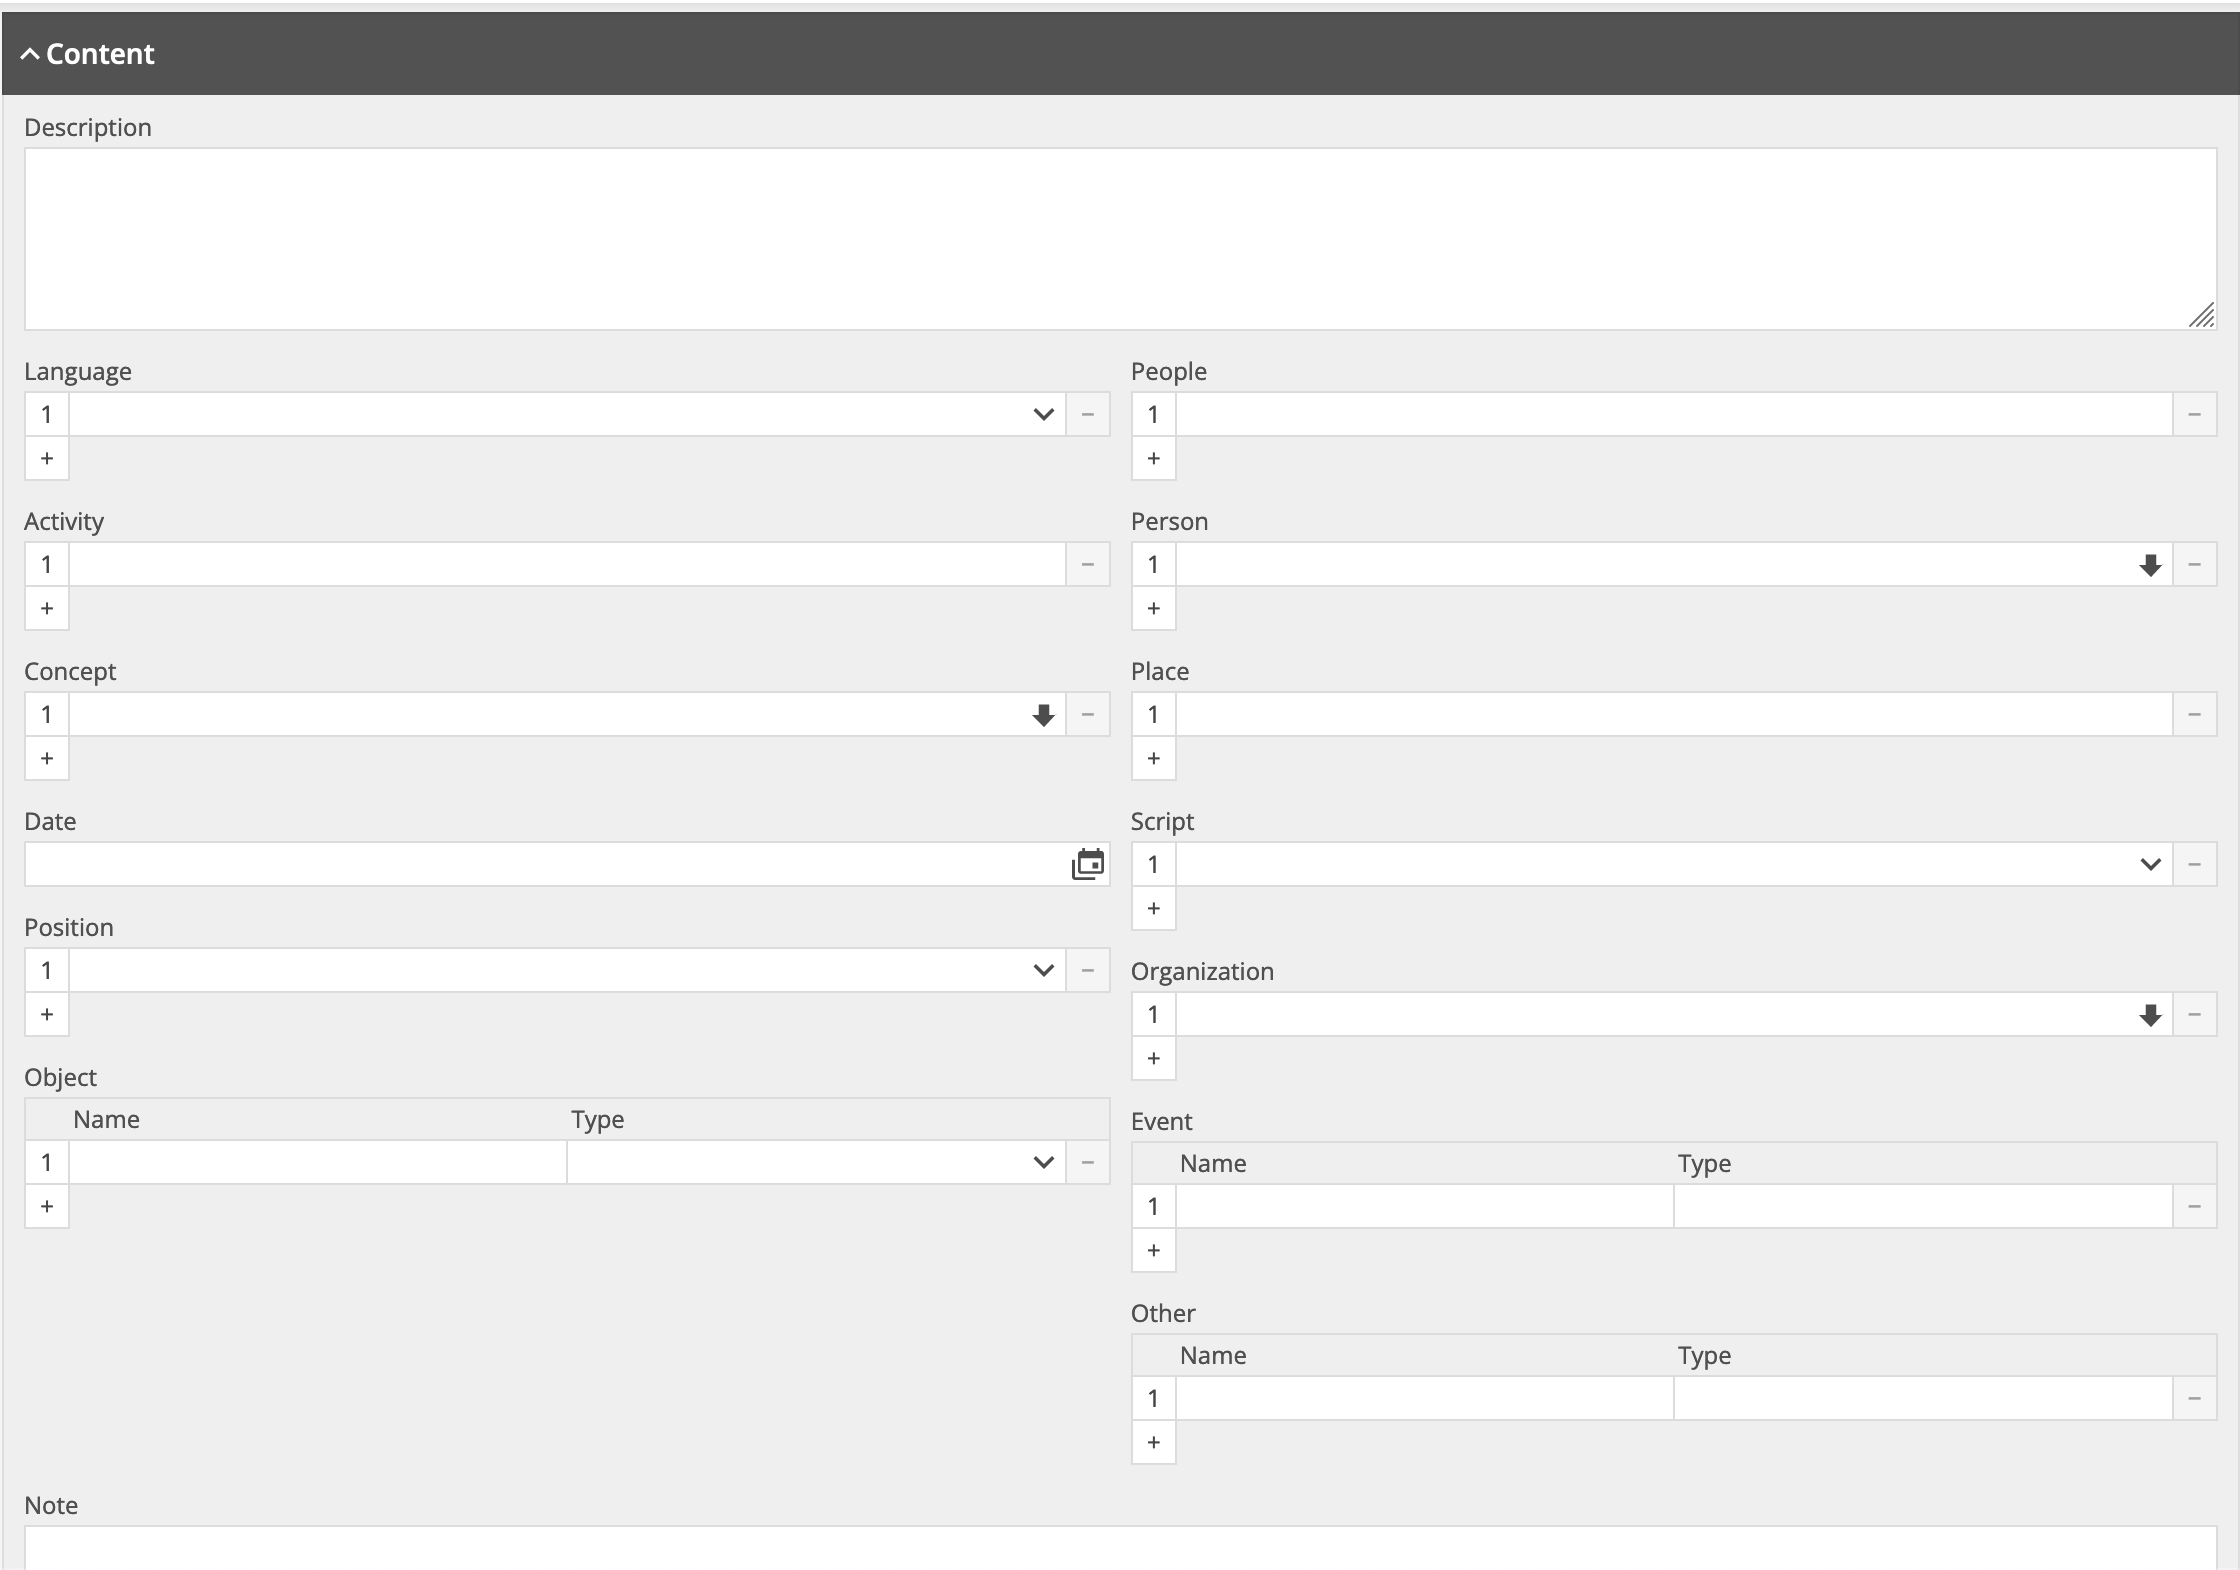 Content
Description
Language
1
+
People
1
+
Activity
1
+
Person
1
+
Concept
1
+
Place
1
+
Date
Script
1
+
Position
1
+
Organization
1
+
Object
Name Type
1
+
Event
Name Type
1
+
Other
Name Type
1
+
Note